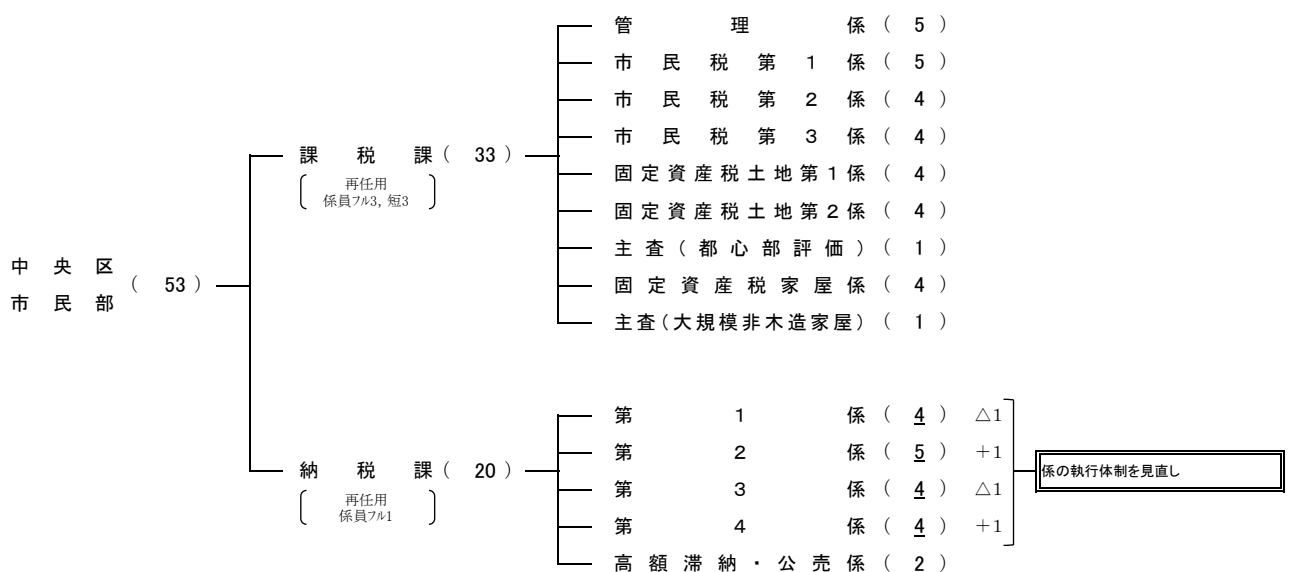 管理係（ 5 ）
市民税第1係（ 5 ）
市民税第2係（ 4 ）
市民税第3係（ 4 ）
課税課（ 33 ）
再任用
係員フル3, 短3
固定資産税土地第1係（ 4 ）
固定資産税土地第2係（ 4 ）
主査（都心部評価）（ 1 ）
固定資産税家屋係（ 4 ）
主査（大規模非木造家屋）（ 1 ）
中央区
市民部
（ 53 ）
第1係（ 4 ） △1
第2係（ 5 ） +1
第3係（ 4 ） △1
第4係（ 4 ） +1
高額滞納・公売係（ 2 ）
納税課（ 20 ）
再任用
係員フル1
係の執行体制を見直し